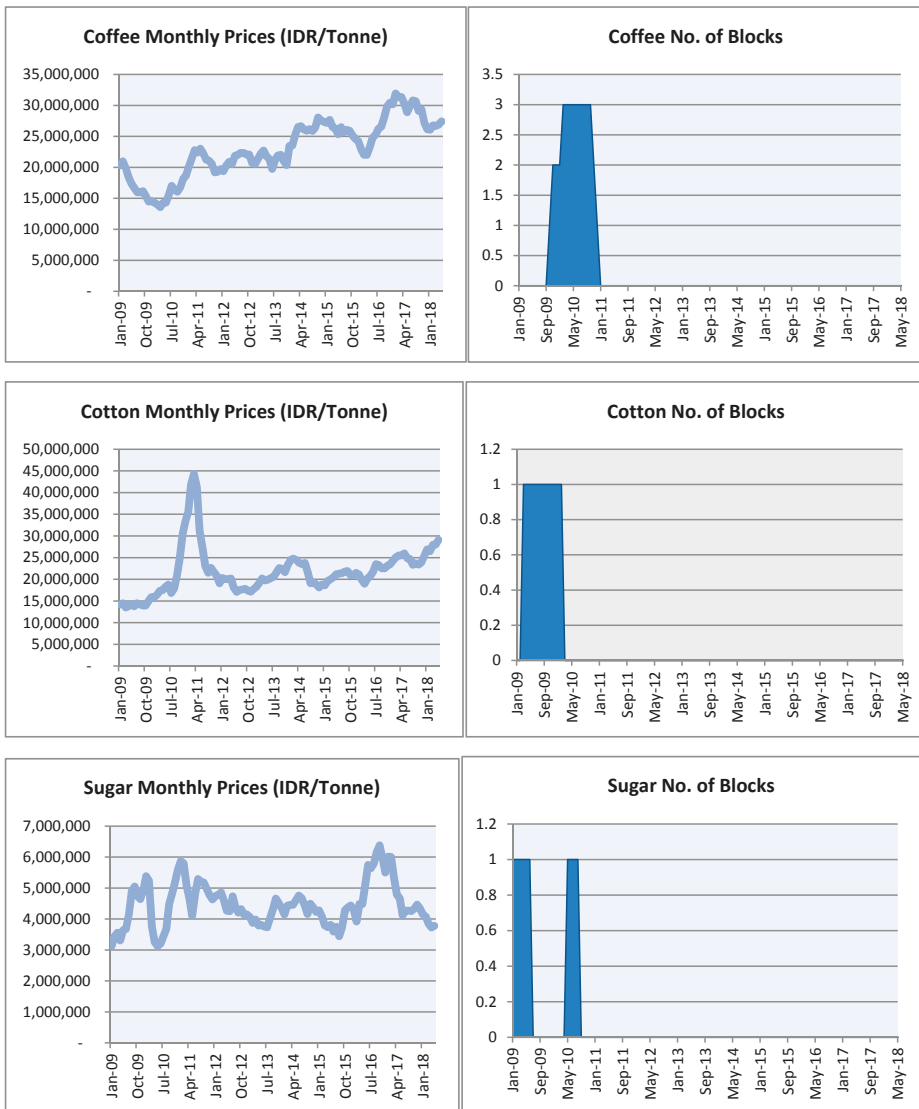 Coffee Monthly Prices (IDR/Tonne)
35,000,000
30,000,000
25,000,000
20,000,000
15,000,000
10,000,000
5,000,000
-
Jan-09
Oct-09
Jul-10
Apr-11
Jan-12
Oct-12
Jul-13
Apr-14
Jan-15
Oct-15
Jul-16
Apr-17
Jan-18
Coffee No. of Blocks
3.5
3
2.5
2
1.5
1
0.5
0
Jan-09
Sep-09
May-10
Jan-11
Sep-11
May-12
Jan-13
Sep-13
May-14
Jan-15
Sep-15
May-16
Jan-17
Sep-17
May-18
Cotton Monthly Prices (IDR/Tonne)
50,000,000
45,000,000
40,000,000
35,000,000
30,000,000
25,000,000
20,000,000
15,000,000
10,000,000
5,000,000
-
Jan-09
Oct-09
Jul-10
Apr-11
Jan-12
Oct-12
Jul-13
Apr-14
Jan-15
Oct-15
Jul-16
Apr-17
Jan-18
Cotton No. of Blocks
1.2
1
0.8
0.6
0.4
0.2
0
Jan-09
Sep-09
May-10
Jan-11
Sep-11
May-12
Jan-13
Sep-13
May-14
Jan-15
Sep-15
May-16
Jan-17
Sep-17
May-18
Sugar Monthly Prices (IDR/Tonne)
7,000,000
6,000,000
5,000,000
4,000,000
3,000,000
2,000,000
1,000,000
-
Jan-09
Oct-09
Jul-10
Apr-11
Jan-12
Oct-12
Jul-13
Apr-14
Jan-15
Oct-15
Jul-16
Apr-17
Jan-18
Sugar No. of Blocks
1.2
1
0.8
0.6
0.4
0.2
0
Jan-09
Sep-09
May-10
Jan-11
Sep-11
May-12
Jan-13
Sep-13
May-14
Jan-15
Sep-15
May-16
Jan-17
Sep-17
May-18